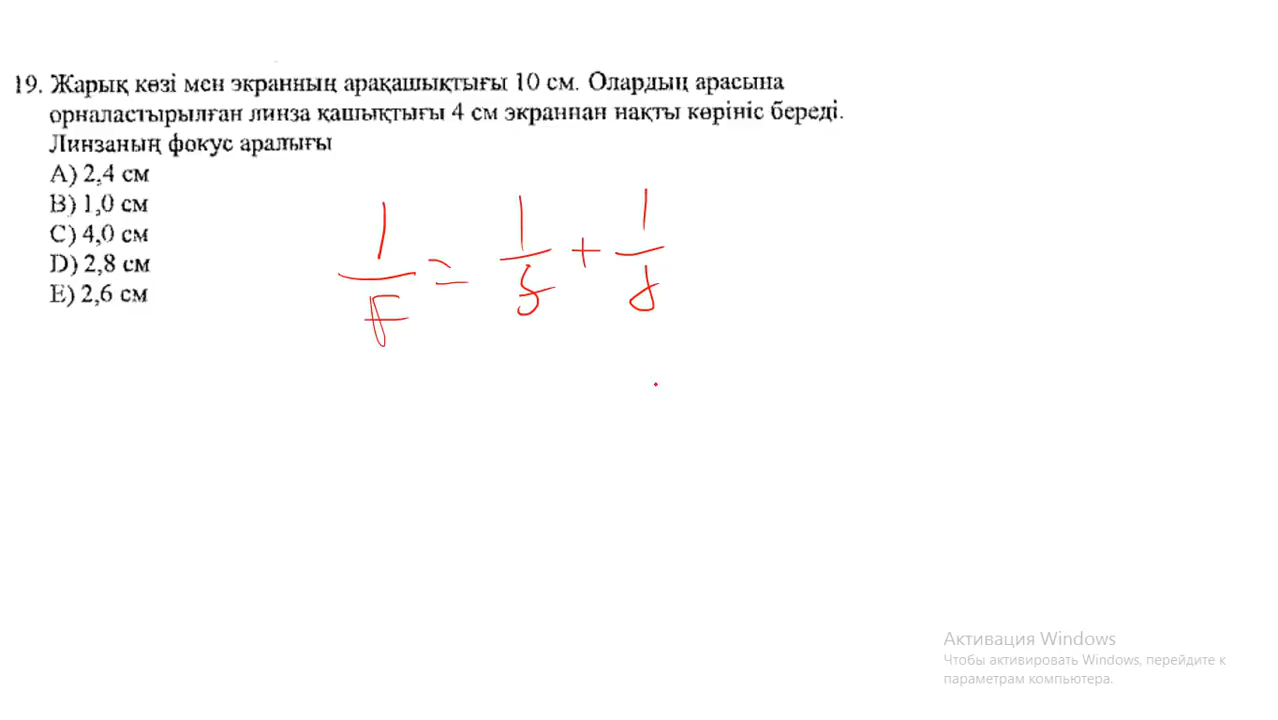 19. Жарық көзі мен экранның арақашықтығы 10 см. Олардың арасына
орналастырылған линза қашықтығы 4 см экраннан нақты көрініс береді.
Линзаның фокус аралығы
A) 2,4 см
B) 1,0 см
C) 4,0 см
D) 2,8 см
E) 2,6 см
1/F = 1/f + 1/d
Активация Windows
Чтобы активировать Windows, перейдите к
параметрам компьютера.